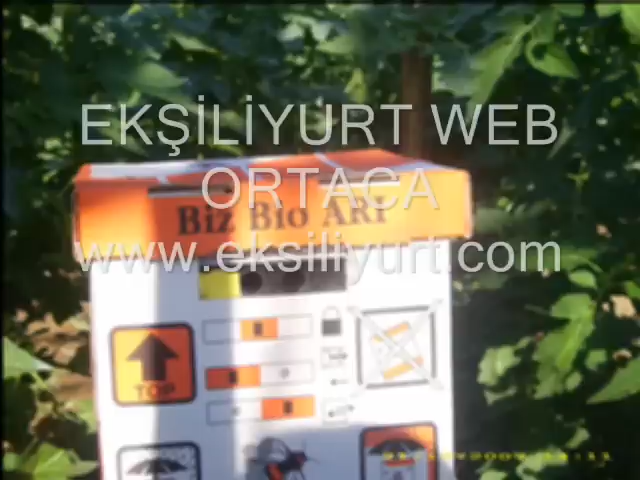 EKŞİLİYURT WEB
ORTACA
Biz Bio ARI
www.eksiliyurt.com
TOP